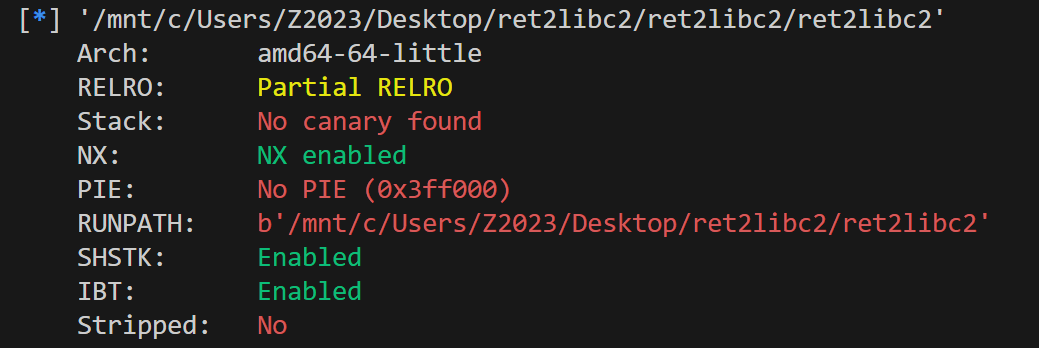 [*] '/mnt/c/Users/Z2023/Desktop/ret2libc2/ret2libc2/ret2libc2'
Arch: amd64-64-little
RELRO: Partial RELRO
Stack: No canary found
NX: NX enabled
PIE: No PIE (0x3ff000)
RUNPATH: b'/mnt/c/Users/Z2023/Desktop/ret2libc2/ret2libc2'
SHSTK: Enabled
IBT: Enabled
Stripped: No